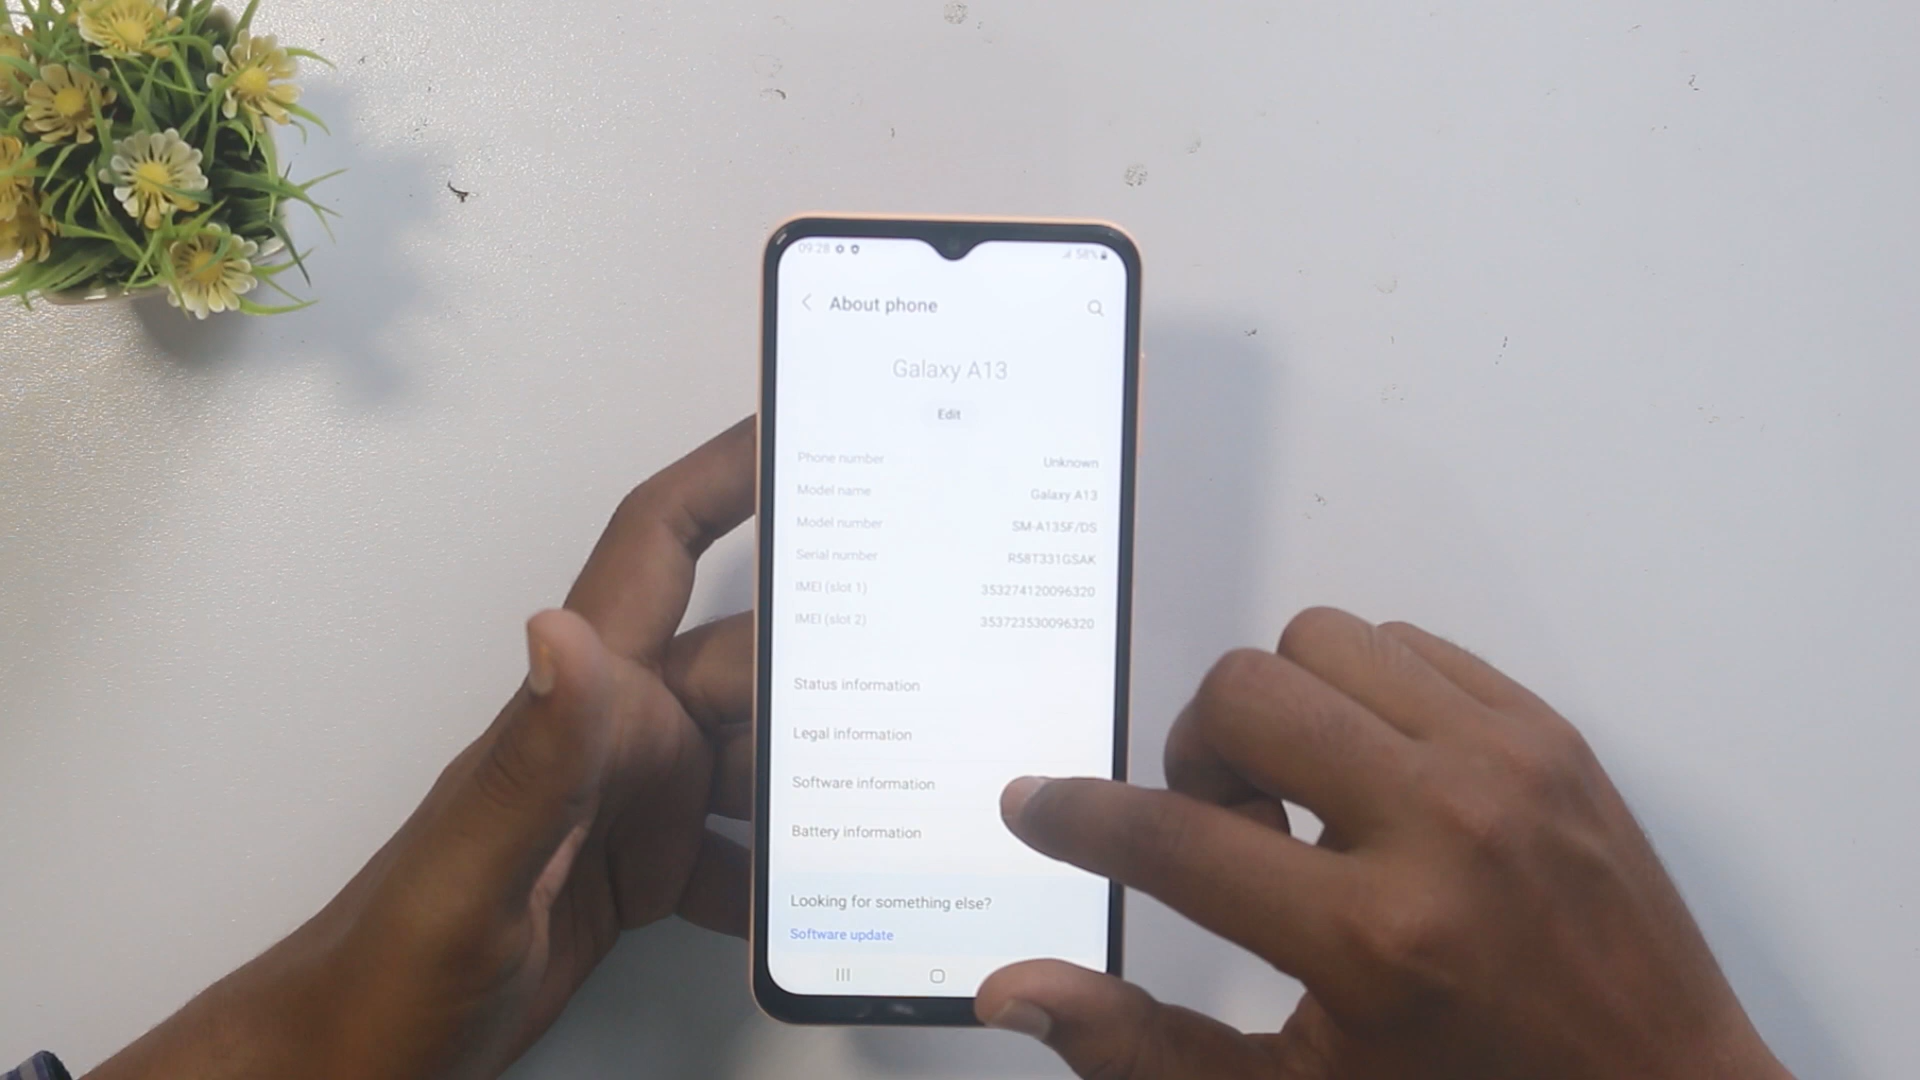 09:28 58%
About phone
Galaxy A13
Edit
Phone number Unknown
Model name Galaxy A13
Model number SM-A135F/DS
Serial number R58T331GSAK
IMEI (slot 1) 353274120096320
IMEI (slot 2) 353723530096320
Status information
Legal information
Software information
Battery information
Looking for something else?
Software update